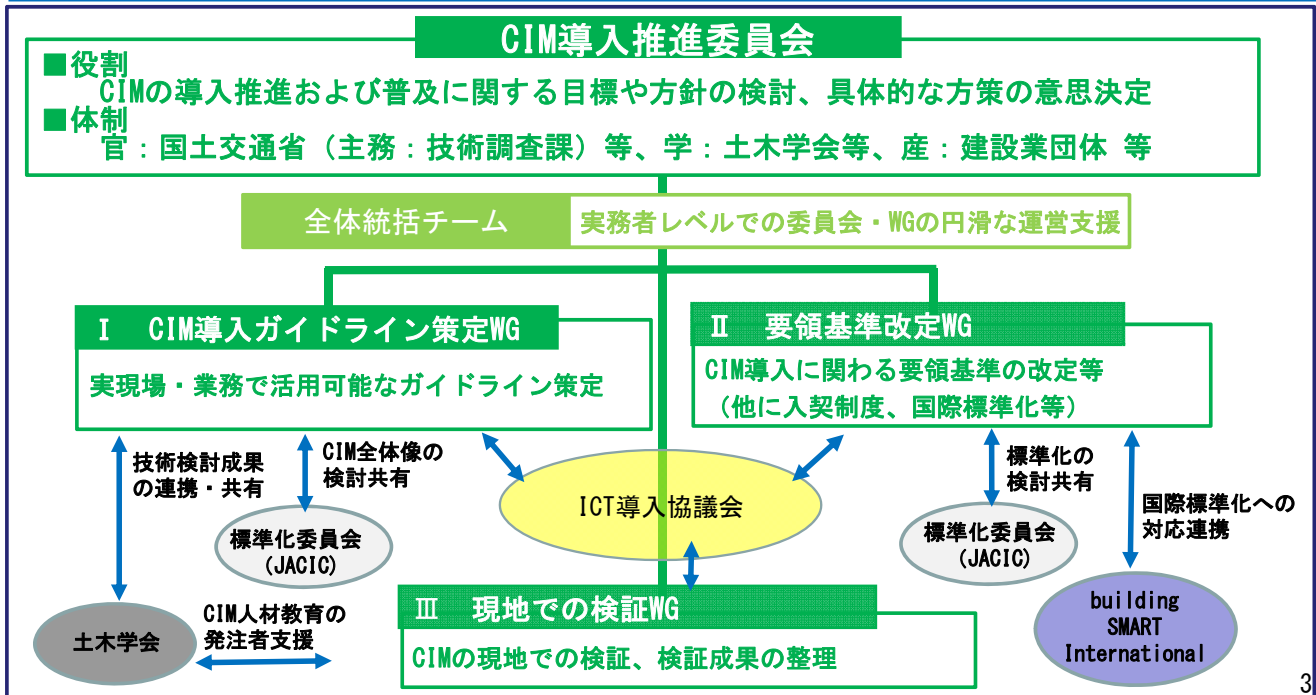 CIM導入推進委員会
■役割
CIMの導入推進および普及に関する目標や方針の検討、具体的な方策の意思決定
■体制
官：国土交通省（主務：技術調査課）等、学：土木学会等、産：建設業団体 等
全体統括チーム
実務者レベルでの委員会・WGの円滑な運営支援
Ⅰ CIM導入ガイドライン策定WG
実現場・業務で活用可能なガイドライン策定
Ⅱ 要領基準改定WG
CIM導入に関わる要領基準の改定等
（他に入契制度、国際標準化等）
技術検討成果
の連携・共有
CIM全体像の
検討共有
標準化の
検討共有
国際標準化への
対応連携
ICT導入協議会
標準化委員会
(JACIC)
標準化委員会
(JACIC)
土木学会
CIM人材教育の
発注者支援
Ⅲ 現地での検証WG
CIMの現地での検証、検証成果の整理
building
SMART
International
3